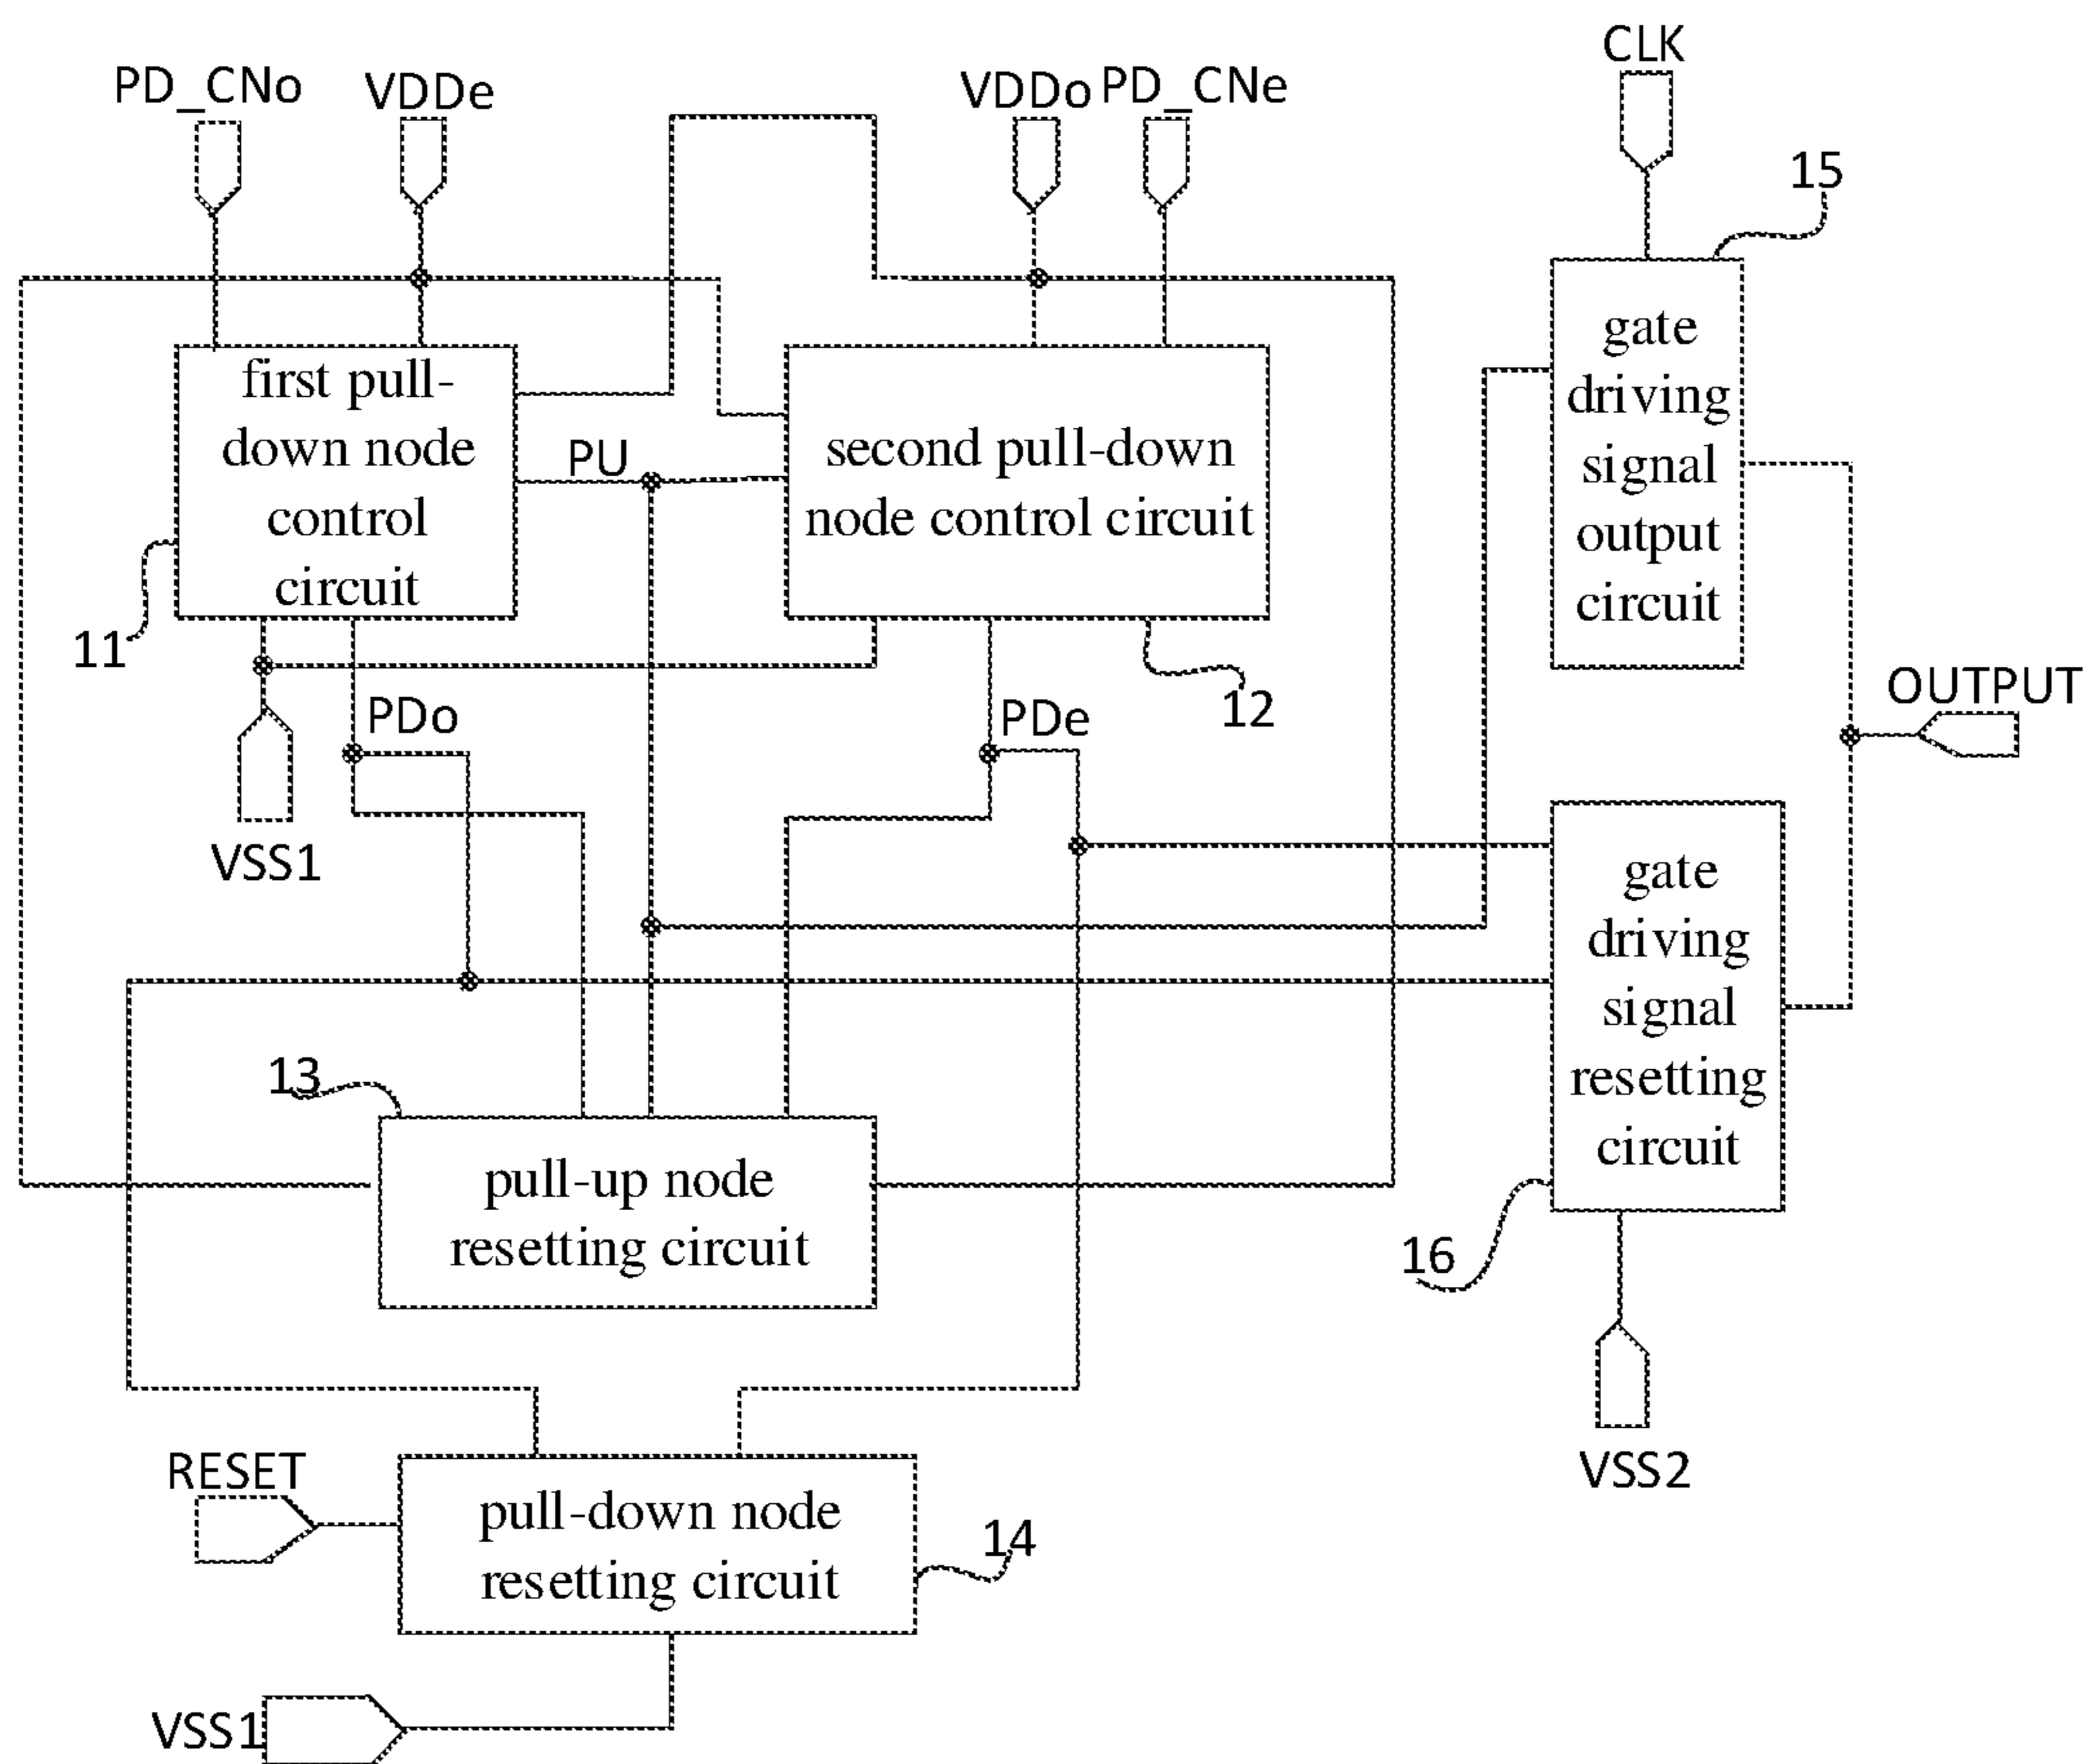 CLK
PD_CNo
VDDe
VDDo
PD_CNe
15
first pull-
down node
control
circuit
PU
second pull-down
node control circuit
gate
driving
signal
output
circuit
11
12
PDo
PDe
OUTPUT
VSS1
gate
driving
signal
resetting
circuit
13
pull-up node
resetting circuit
16
RESET
VSS2
pull-down node
resetting circuit
14
VSS1